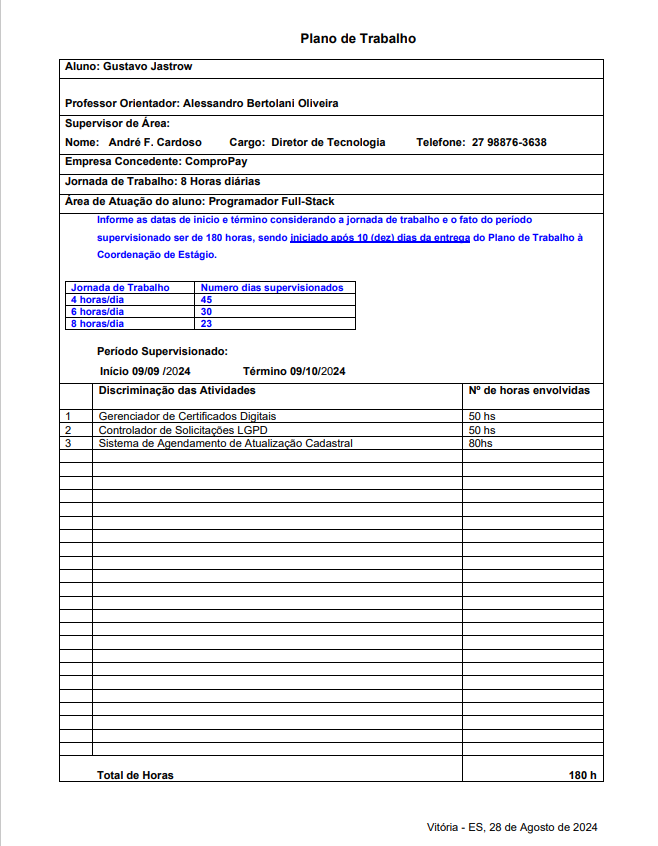 Plano de Trabalho
Aluno: Gustavo Jastrow
Professor Orientador: Alessandro Bertolani Oliveira
Supervisor de Área:
Nome: André F. Cardoso Cargo: Diretor de Tecnologia Telefone: 27 98876-3638
Empresa Concedente: ComproPay
Jornada de Trabalho: 8 Horas diárias
Área de Atuação do aluno: Programador Full-Stack
Informe as datas de inicio e término considerando a jornada de trabalho e o fato do período
supervisionado ser de 180 horas, sendo iniciado após 10 (dez) dias da entrega do Plano de Trabalho à
Coordenação de Estágio.
Jornada de Trabalho Numero dias supervisionados
4 horas/dia 45
6 horas/dia 30
8 horas/dia 23
Período Supervisionado:
Início 09/09 /2024 Término 09/10/2024
Discriminação das Atividades Nº de horas envolvidas
1 Gerenciador de Certificados Digitais 50 hs
2 Controlador de Solicitações LGPD 50 hs
3 Sistema de Agendamento de Atualização Cadastral 80hs
Total de Horas 180 h
Vitória - ES, 28 de Agosto de 2024